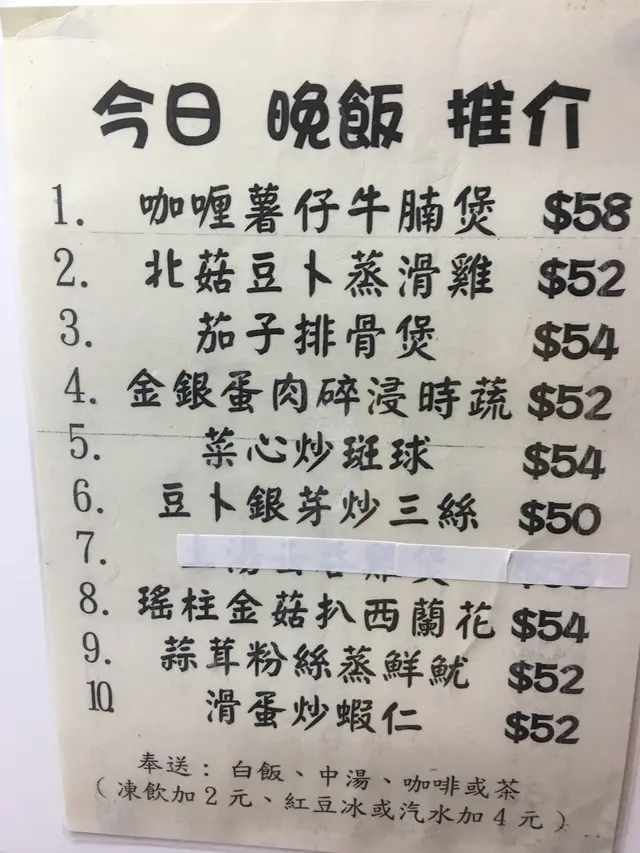 今日 晚飯 推介
1. 咖喱薯仔牛腩煲 $58
2. 北菇豆卜蒸滑雞 $52
3. 茄子排骨煲 $54
4. 金銀蛋肉碎浸時蔬 $52
5. 菜心炒斑球 $54
6. 豆卜銀芽炒三絲 $50
7.
8. 瑤柱金菇扒西蘭花 $54
9. 蒜茸粉絲蒸鮮魷 $52
10. 滑蛋炒蝦仁 $52
奉送：白飯、中湯、咖啡或茶
（凍飲加2元、紅豆冰或汽水加4元）